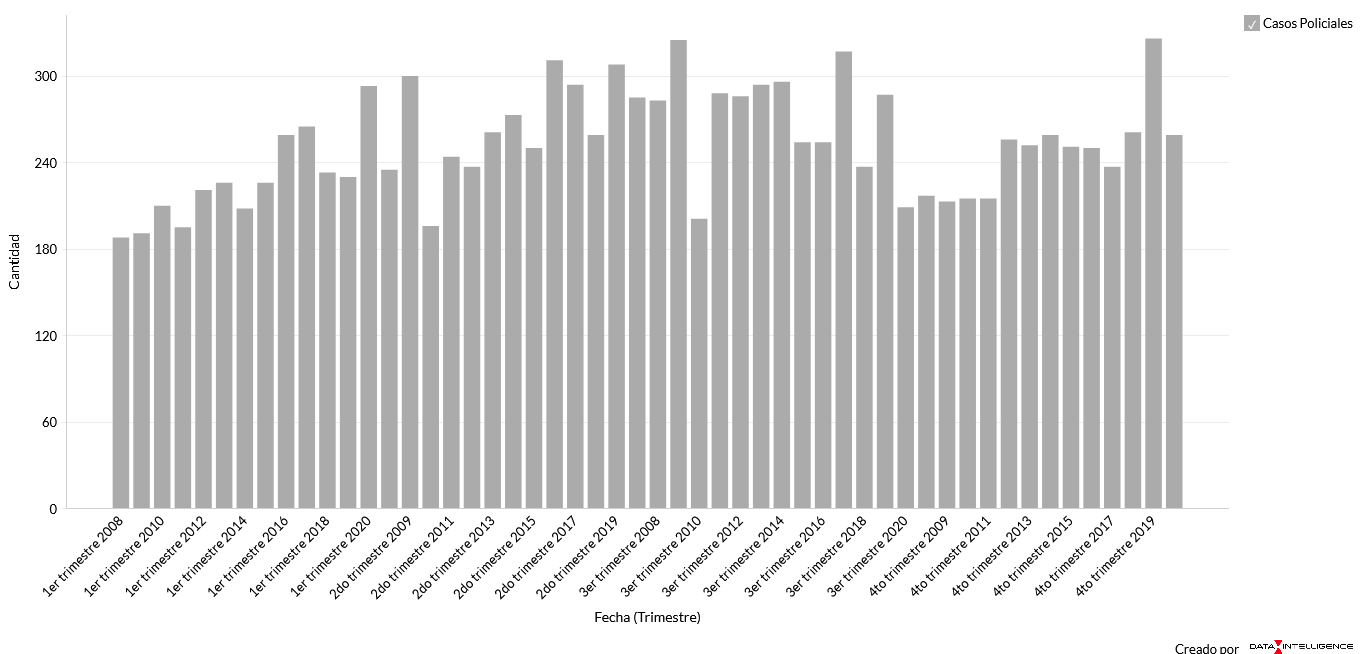 Casos Policiales
300
240
180
120
60
0
Cantidad
1er trimestre 2008
1er trimestre 2010
1er trimestre 2012
1er trimestre 2014
1er trimestre 2016
1er trimestre 2018
1er trimestre 2020
2do trimestre 2009
2do trimestre 2011
2do trimestre 2013
2do trimestre 2015
2do trimestre 2017
2do trimestre 2019
3er trimestre 2008
3er trimestre 2010
3er trimestre 2012
3er trimestre 2014
3er trimestre 2016
3er trimestre 2018
3er trimestre 2020
4to trimestre 2009
4to trimestre 2011
4to trimestre 2013
4to trimestre 2015
4to trimestre 2017
4to trimestre 2019
Fecha (Trimestre)
Creado por DATA INTELLIGENCE